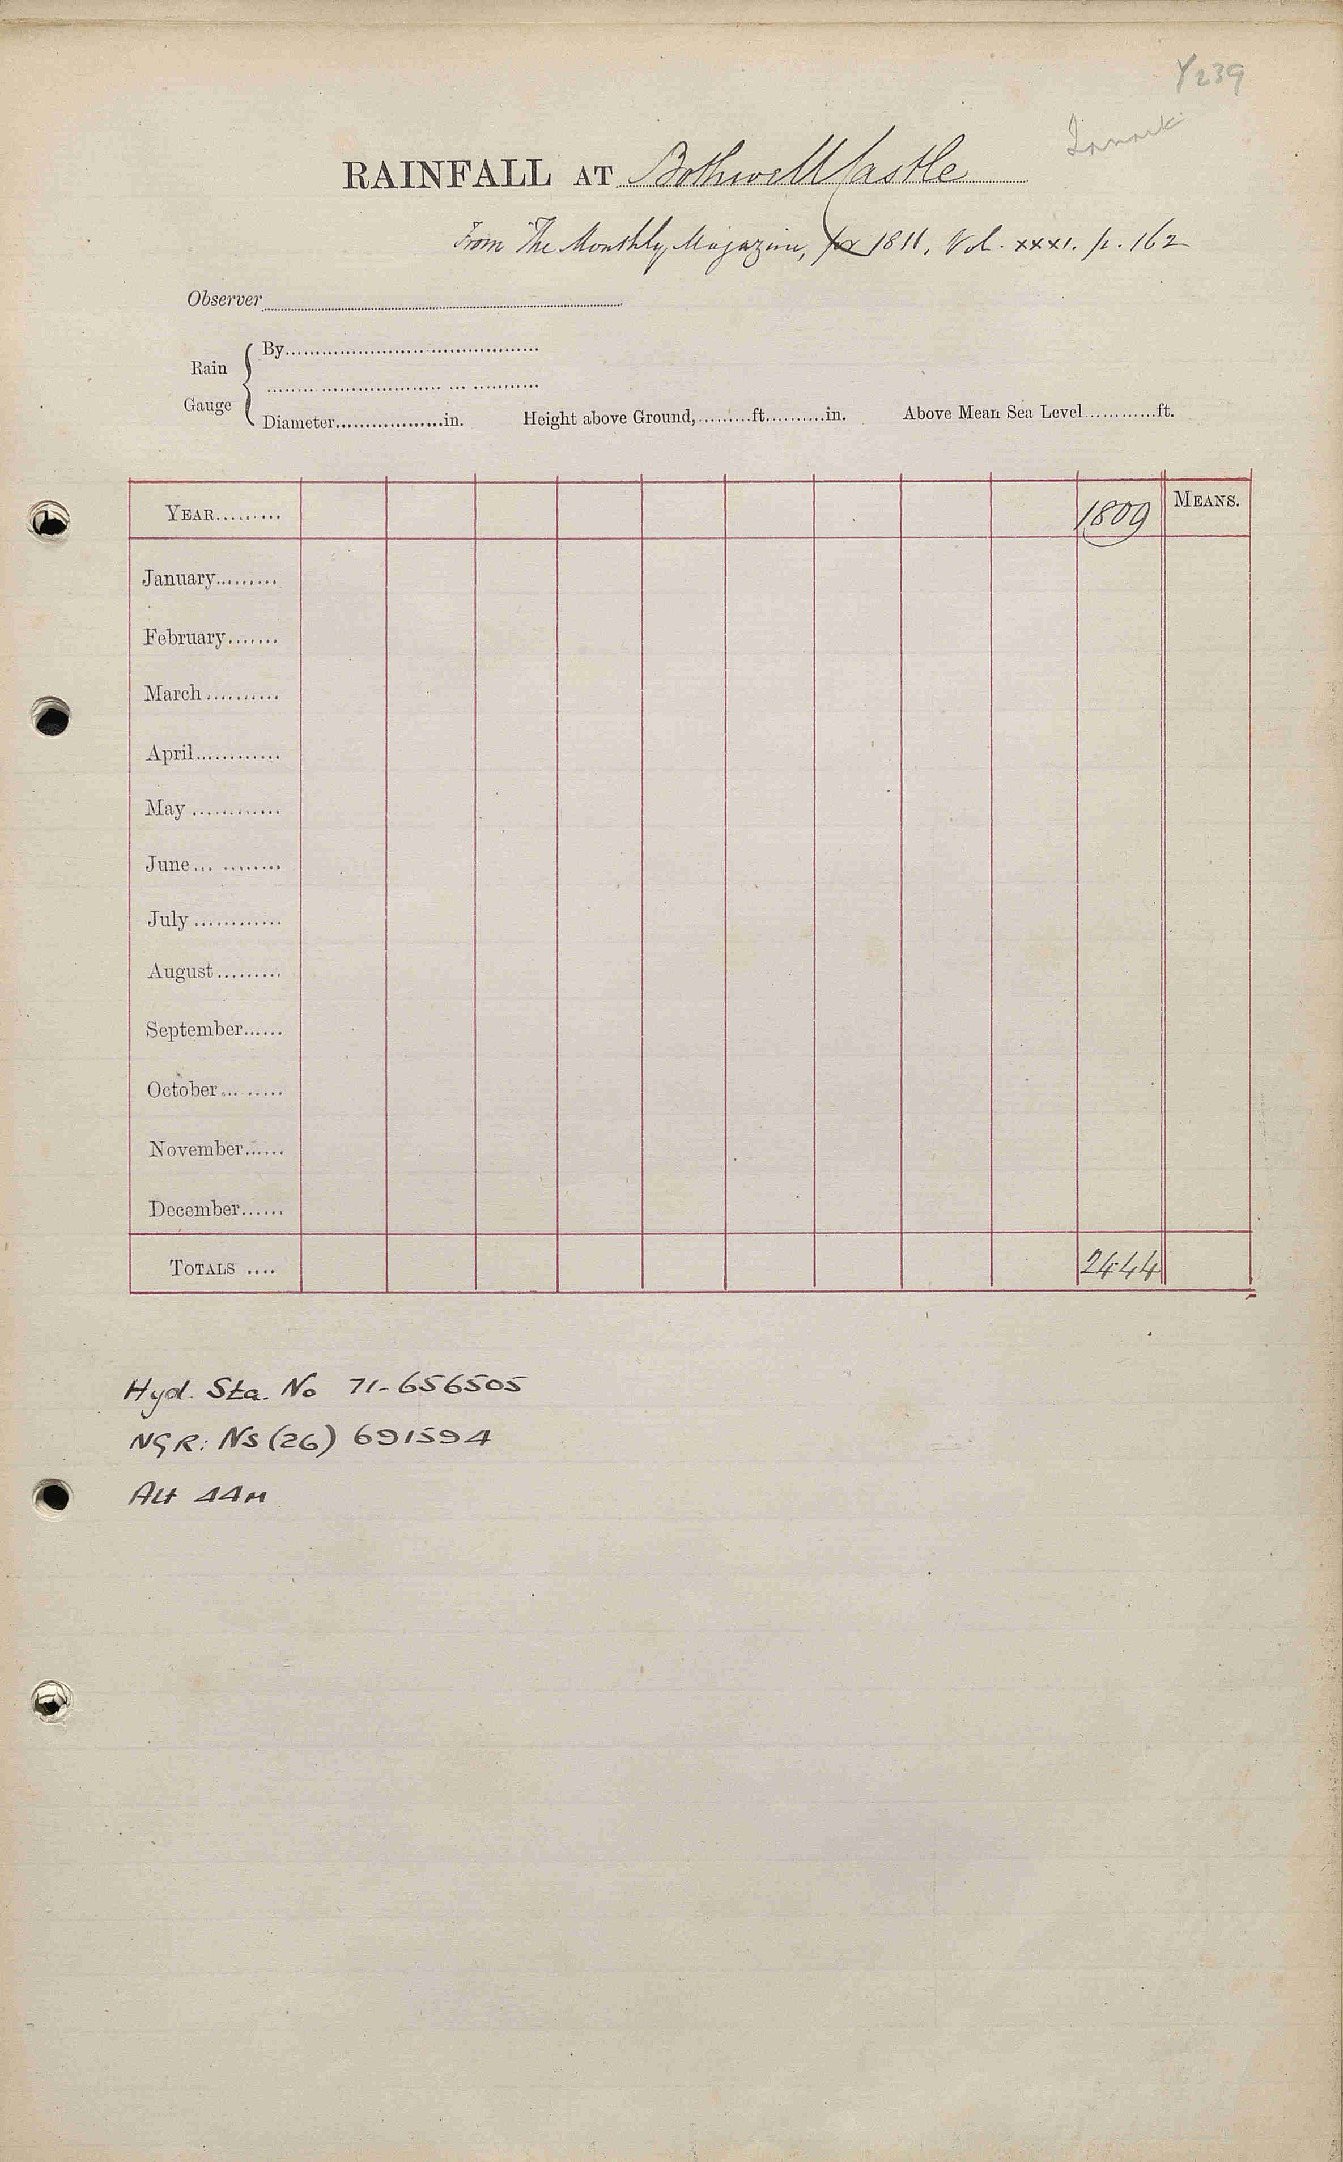 Y239
Lanark
RAINFALL AT Bothwell Castle
From The Monthly Magazine, for 1811, Vol. xxxi. p. 162
Observer
Rain Gauge
By
Diameter in. Height above Ground, ft. in. Above Mean Sea Level ft.
YEAR 1809 MEANS.
January
February
March
April
May
June
July
August
September
October
November
December
TOTALS 24.44
Hyd. Sta. No 71-656505
NGR: NS (26) 691594
Alt 44m